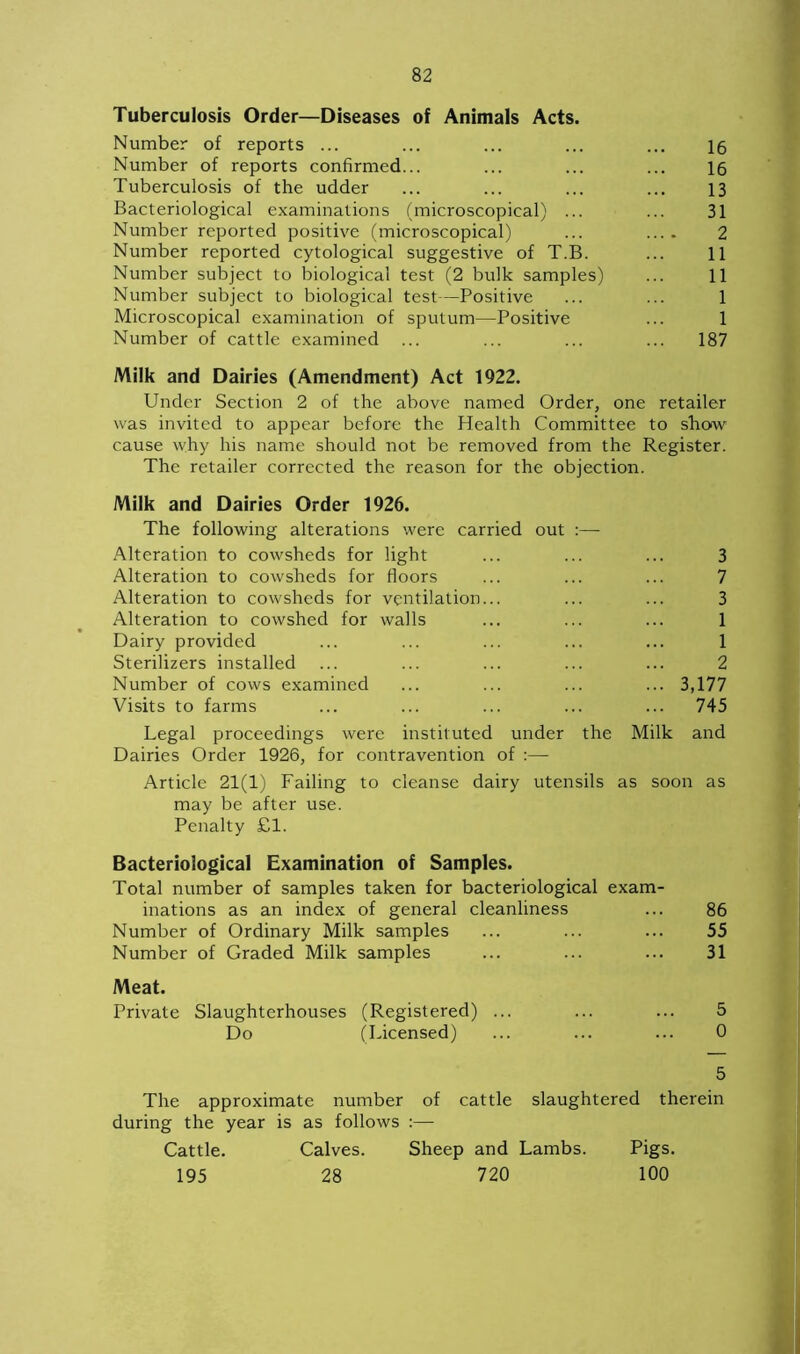 82
Tuberculosis Order—Diseases of Animals Acts.
Number of reports ... ... ... ... ... 16
Number of reports confirmed... ... ... ... 16
Tuberculosis of the udder ... ... ... ... 13
Bacteriological examinations (microscopical) ... ... 31
Number reported positive (microscopical) ... .... 2
Number reported cytological suggestive of T.B. ... 11
Number subject to biological test (2 bulk samples) ... 11
Number subject to biological test—Positive ... ... 1
Microscopical examination of sputum—Positive ... 1
Number of cattle examined ... ... ... ... 187
Milk and Dairies (Amendment) Act 1922.
Under Section 2 of the above named Order, one retailer
was invited to appear before the Health Committee to show
cause why his name should not be removed from the Register.
The retailer corrected the reason for the objection.
Milk and Dairies Order 1926.
The following alterations were carried out :—
Alteration to cowsheds for light ... ... ... 3
Alteration to cowsheds for floors ... ... ... 7
Alteration to cowsheds for ventilation... ... ... 3
Alteration to cowshed for walls ... ... ... 1
Dairy provided ... ... ... ... ... 1
Sterilizers installed ... ... ... ... ... 2
Number of cows examined ... ... ... ... 3,177
Visits to farms ... ... ... ... ... 745
Legal proceedings were instituted under the Milk and
Dairies Order 1926, for contravention of :—
Article 21(1) Failing to cleanse dairy utensils as soon as
may be after use.
Penalty £1.
Bacteriological Examination of Samples.
Total number of samples taken for bacteriological exam-
inations as an index of general cleanliness ... 86
Number of Ordinary Milk samples ... ... ... 55
Number of Graded Milk samples ... ... ... 31
Meat.
Private Slaughterhouses (Registered) ... ... ... 5
Do (Licensed) ... ... ... 0
5
The approximate number of cattle slaughtered therein
during the year is as follows :—
Cattle. Calves. Sheep and Lambs. Pigs.
195 28 720 100